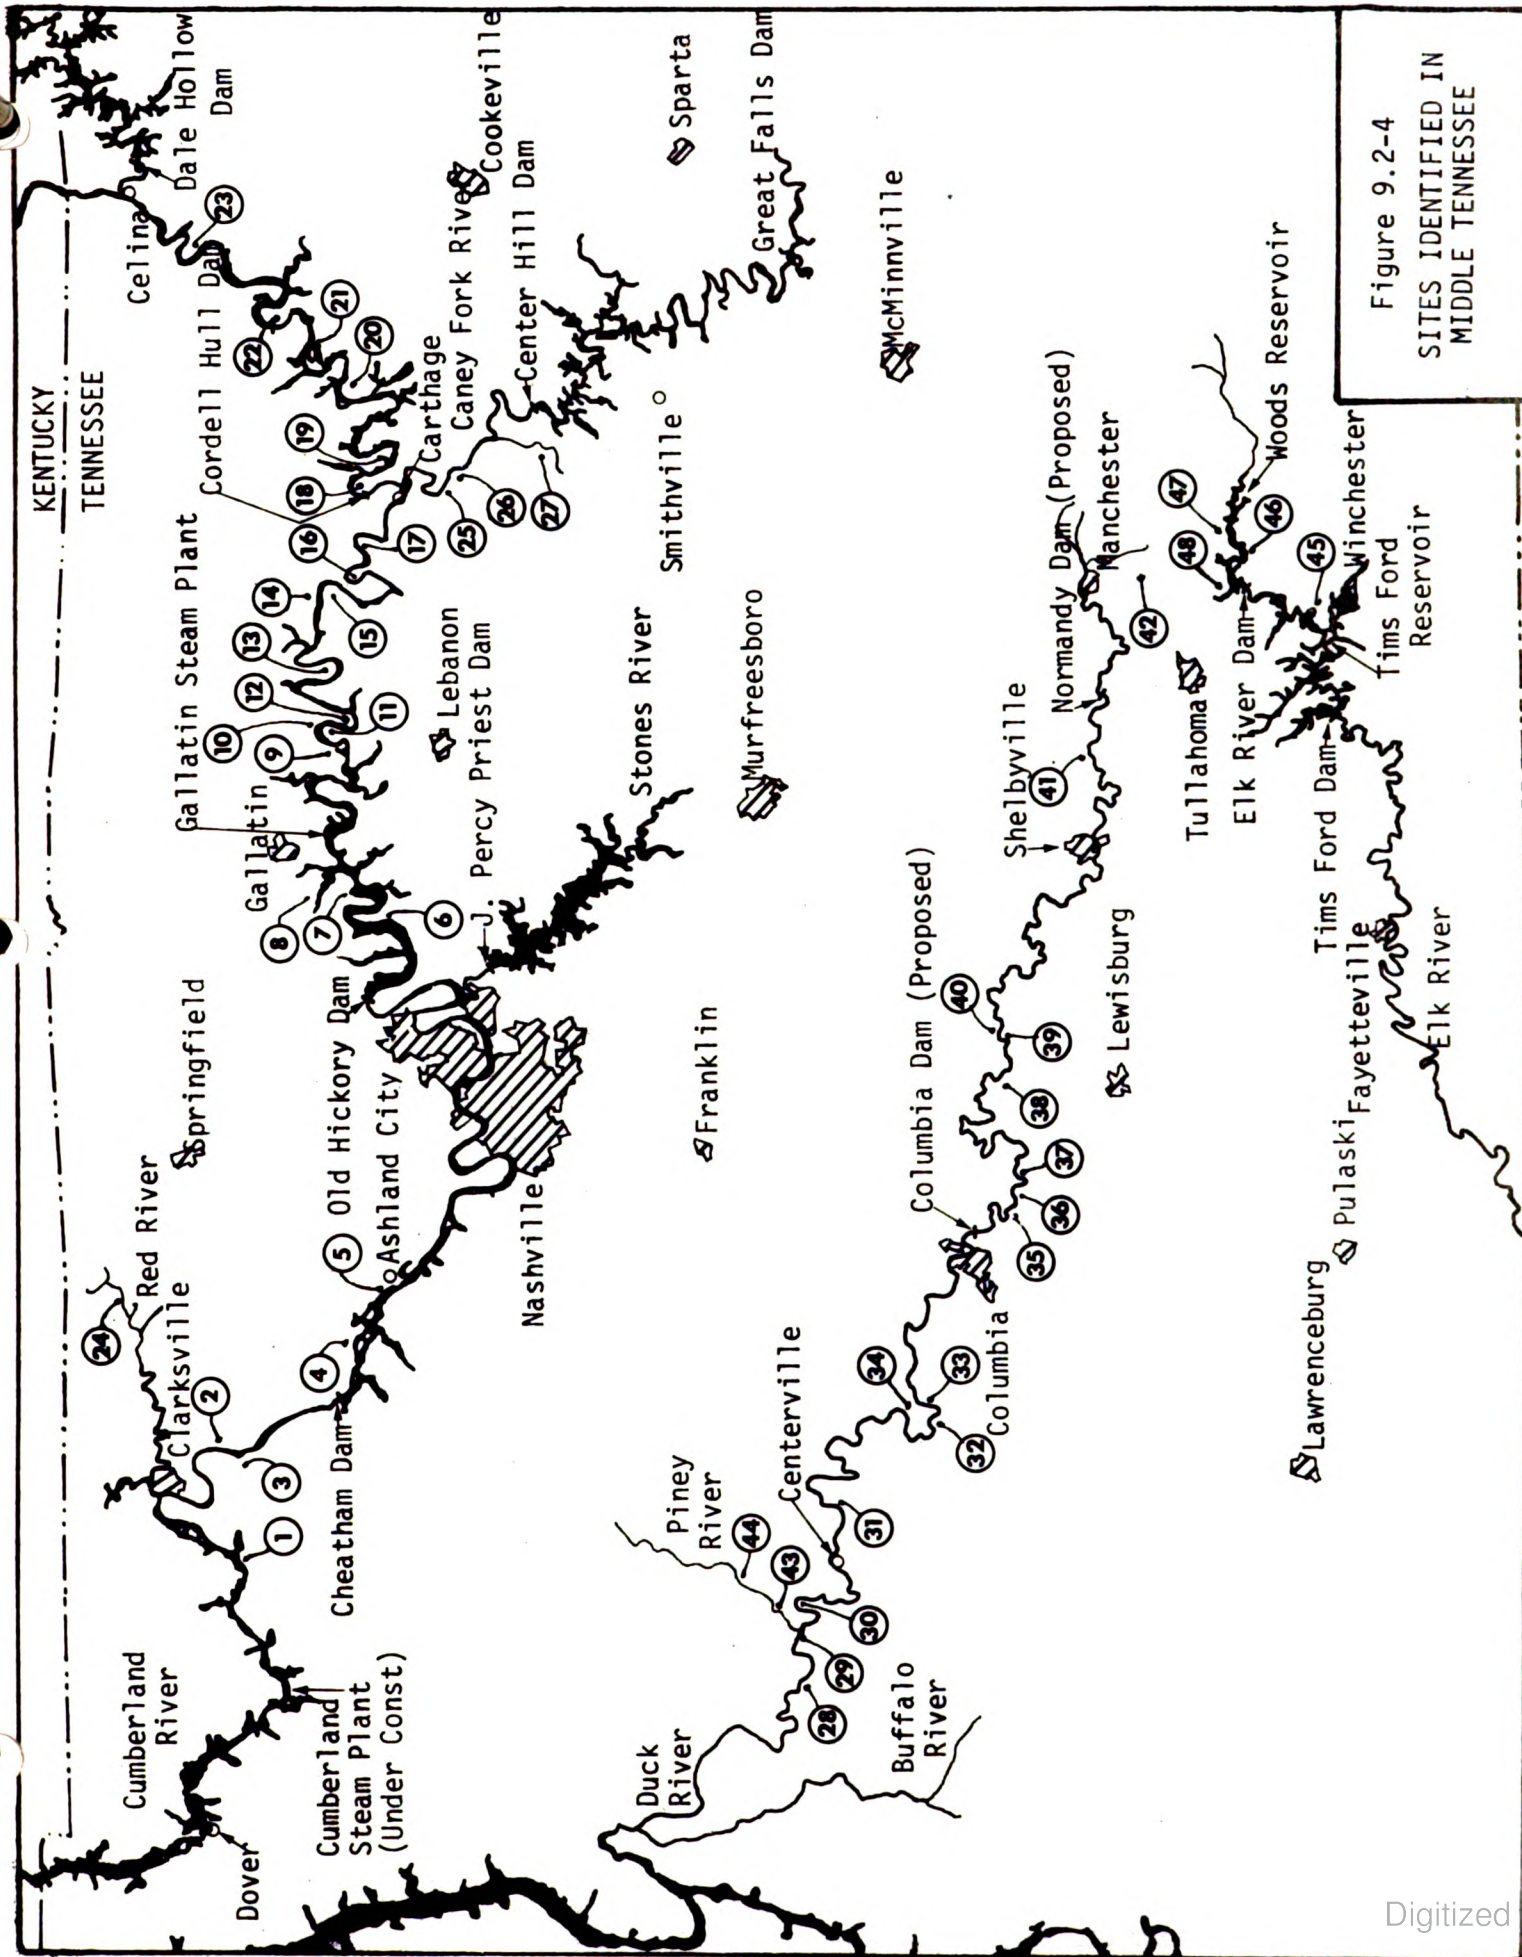 KENTUCKY
TENNESSEE
Cumberland
River
Dover
Cumberland
Steam Plant
(Under Const)
Cheatham Dam
Clarksville
Red River
Springfield
Ashland City
Old Hickory Dam
Nashville
Gallatin
Gallatin Steam Plant
J. Percy Priest Dam
Lebanon
Stones River
Murfreesboro
Franklin
Cordell Hull Dam
Carthage
Caney Fork River
Center Hill Dam
Smithville
Celina
Dale Hollow
Dam
Cookeville
Sparta
Great Falls Dam
McMinnville
Duck
River
Buffalo
River
Piney
River
Centerville
Columbia
Columbia Dam (Proposed)
Lewisburg
Shelbyville
Normandy Dam (Proposed)
Manchester
Tullahoma
Elk River Dam
Woods Reservoir
Winchester
Tims Ford
Reservoir
Tims Ford Dam
Fayetteville
Elk River
Pulaski
Lawrenceburg
1
2
3
4
5
6
7
8
9
10
11
12
13
14
15
16
17
18
19
20
21
22
23
24
25
26
27
28
29
30
31
32
33
34
35
36
37
38
39
40
41
42
43
44
45
46
47
48
Figure 9.2-4
SITES IDENTIFIED IN
MIDDLE TENNESSEE
Digitized